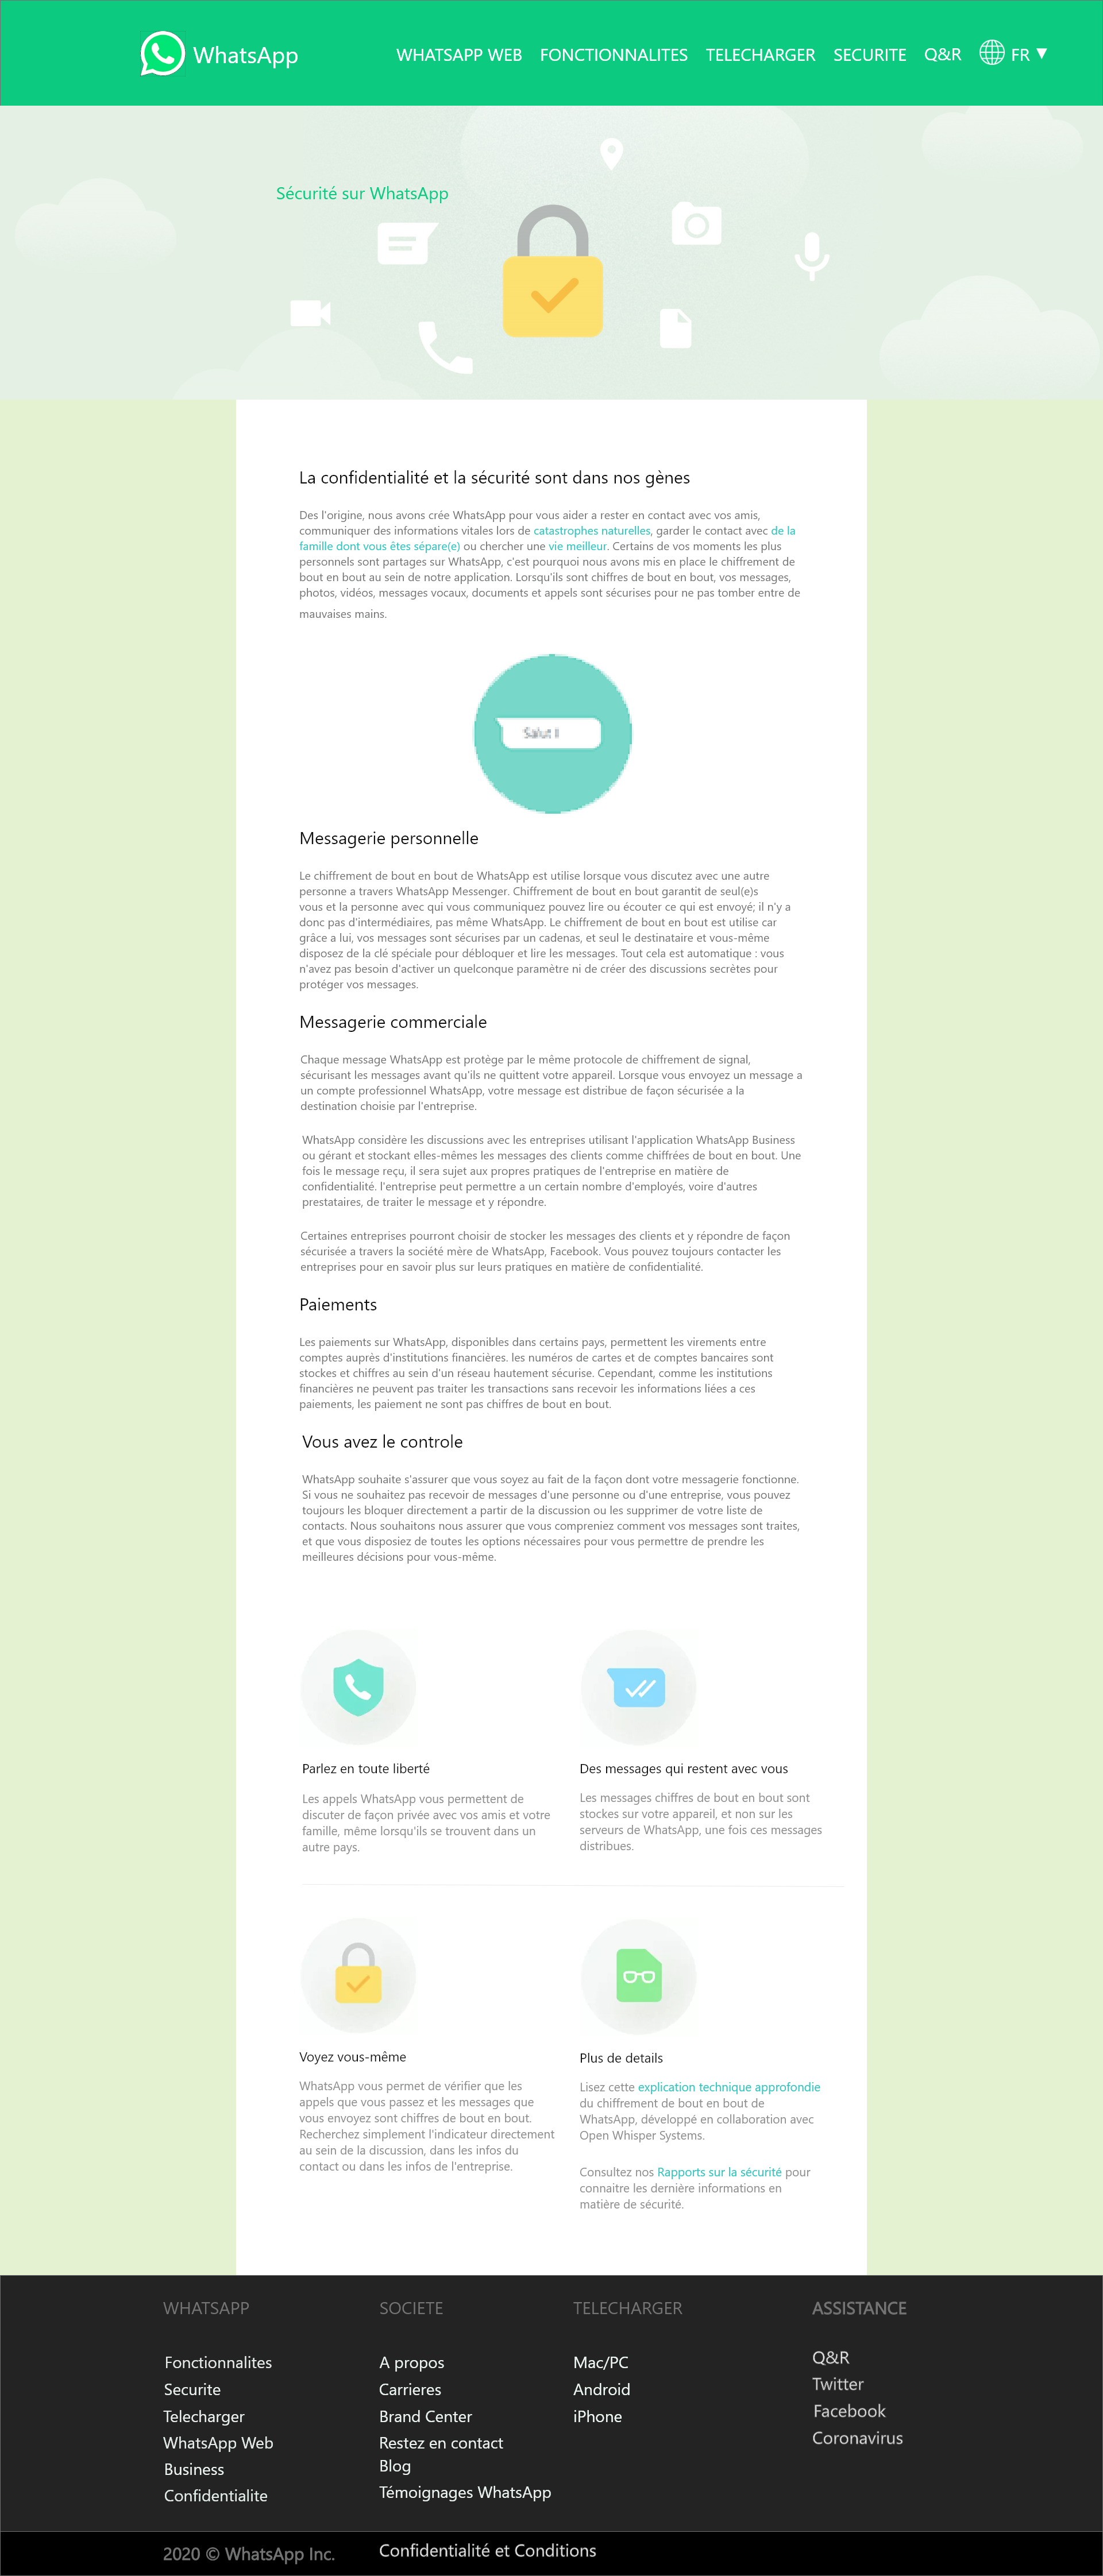 WhatsApp
WHATSAPP WEB FONCTIONNALITES TELECHARGER SECURITE Q&R FR ▼
Sécurité sur WhatsApp
La confidentialité et la sécurité sont dans nos gènes
Des l'origine, nous avons crée WhatsApp pour vous aider a rester en contact avec vos amis,
communiquer des informations vitales lors de catastrophes naturelles, garder le contact avec de la
famille dont vous êtes sépare(e) ou chercher une vie meilleur. Certains de vos moments les plus
personnels sont partages sur WhatsApp, c'est pourquoi nous avons mis en place le chiffrement de
bout en bout au sein de notre application. Lorsqu'ils sont chiffres de bout en bout, vos messages,
photos, vidéos, messages vocaux, documents et appels sont sécurises pour ne pas tomber entre de
mauvaises mains.
Messagerie personnelle
Le chiffrement de bout en bout de WhatsApp est utilise lorsque vous discutez avec une autre
personne a travers WhatsApp Messenger. Chiffrement de bout en bout garantit de seul(e)s
vous et la personne avec qui vous communiquez pouvez lire ou écouter ce qui est envoyé; il n'y a
donc pas d'intermédiaires, pas même WhatsApp. Le chiffrement de bout en bout est utilise car
grâce a lui, vos messages sont sécurises par un cadenas, et seul le destinataire et vous-même
disposez de la clé spéciale pour débloquer et lire les messages. Tout cela est automatique : vous
n'avez pas besoin d'activer un quelconque paramètre ni de créer des discussions secrètes pour
protéger vos messages.
Messagerie commerciale
Chaque message WhatsApp est protège par le même protocole de chiffrement de signal,
sécurisant les messages avant qu'ils ne quittent votre appareil. Lorsque vous envoyez un message a
un compte professionnel WhatsApp, votre message est distribue de façon sécurisée a la
destination choisie par l'entreprise.
WhatsApp considère les discussions avec les entreprises utilisant l'application WhatsApp Business
ou gérant et stockant elles-mêmes les messages des clients comme chiffrées de bout en bout. Une
fois le message reçu, il sera sujet aux propres pratiques de l'entreprise en matière de
confidentialité. l'entreprise peut permettre a un certain nombre d'employés, voire d'autres
prestataires, de traiter le message et y répondre.
Certaines entreprises pourront choisir de stocker les messages des clients et y répondre de façon
sécurisée a travers la société mère de WhatsApp, Facebook. Vous pouvez toujours contacter les
entreprises pour en savoir plus sur leurs pratiques en matière de confidentialité.
Paiements
Les paiements sur WhatsApp, disponibles dans certains pays, permettent les virements entre
comptes auprès d'institutions financières. les numéros de cartes et de comptes bancaires sont
stockes et chiffres au sein d'un réseau hautement sécurise. Cependant, comme les institutions
financières ne peuvent pas traiter les transactions sans recevoir les informations liées a ces
paiements, les paiement ne sont pas chiffres de bout en bout.
Vous avez le controle
WhatsApp souhaite s'assurer que vous soyez au fait de la façon dont votre messagerie fonctionne.
Si vous ne souhaitez pas recevoir de messages d'une personne ou d'une entreprise, vous pouvez
toujours les bloquer directement a partir de la discussion ou les supprimer de votre liste de
contacts. Nous souhaitons nous assurer que vous compreniez comment vos messages sont traites,
et que vous disposiez de toutes les options nécessaires pour vous permettre de prendre les
meilleures décisions pour vous-même.
Parlez en toute liberté
Les appels WhatsApp vous permettent de
discuter de façon privée avec vos amis et votre
famille, même lorsqu'ils se trouvent dans un
autre pays.
Des messages qui restent avec vous
Les messages chiffres de bout en bout sont
stockes sur votre appareil, et non sur les
serveurs de WhatsApp, une fois ces messages
distribues.
Voyez vous-même
WhatsApp vous permet de vérifier que les
appels que vous passez et les messages que
vous envoyez sont chiffres de bout en bout.
Recherchez simplement l'indicateur directement
au sein de la discussion, dans les infos du
contact ou dans les infos de l'entreprise.
Plus de details
Lisez cette explication technique approfondie
du chiffrement de bout en bout de
WhatsApp, développé en collaboration avec
Open Whisper Systems.
Consultez nos Rapports sur la sécurité pour
connaitre les dernière informations en
matière de sécurité.
WHATSAPP
Fonctionnalites
Securite
Telecharger
WhatsApp Web
Business
Confidentialite
SOCIETE
A propos
Carrieres
Brand Center
Restez en contact
Blog
Témoignages WhatsApp
TELECHARGER
Mac/PC
Android
iPhone
ASSISTANCE
Q&R
Twitter
Facebook
Coronavirus
2020 © WhatsApp Inc.
Confidentialité et Conditions